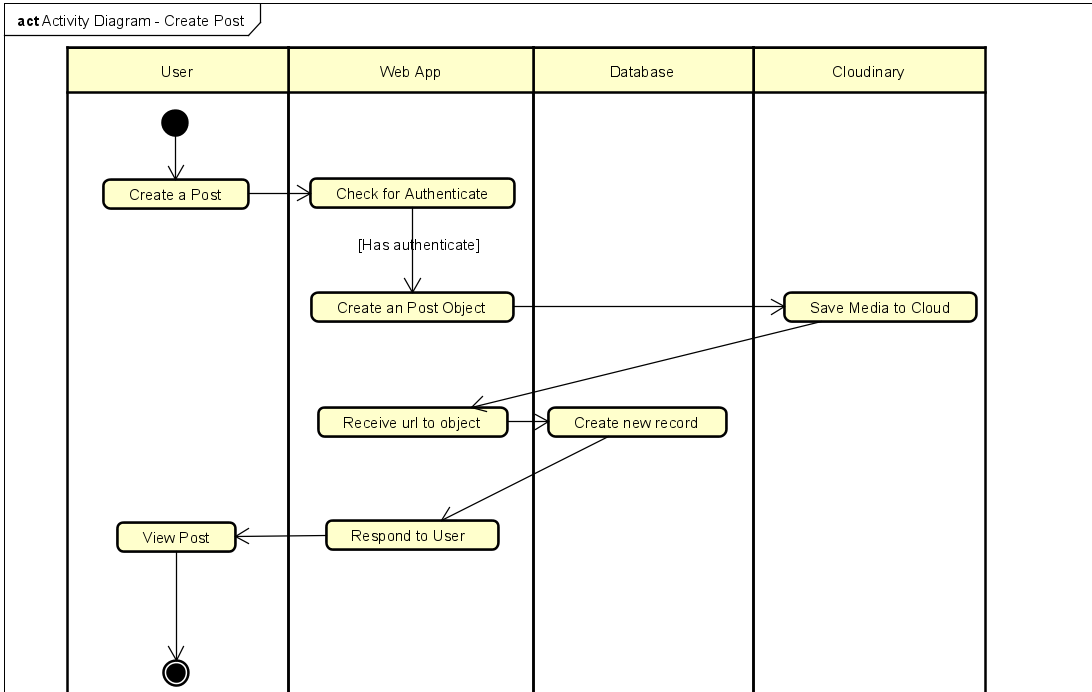 act Activity Diagram - Create Post
User
Web App
Database
Cloudinary
Create a Post
Check for Authenticate
[Has authenticate]
Create an Post Object
Save Media to Cloud
Receive url to object
Create new record
View Post
Respond to User